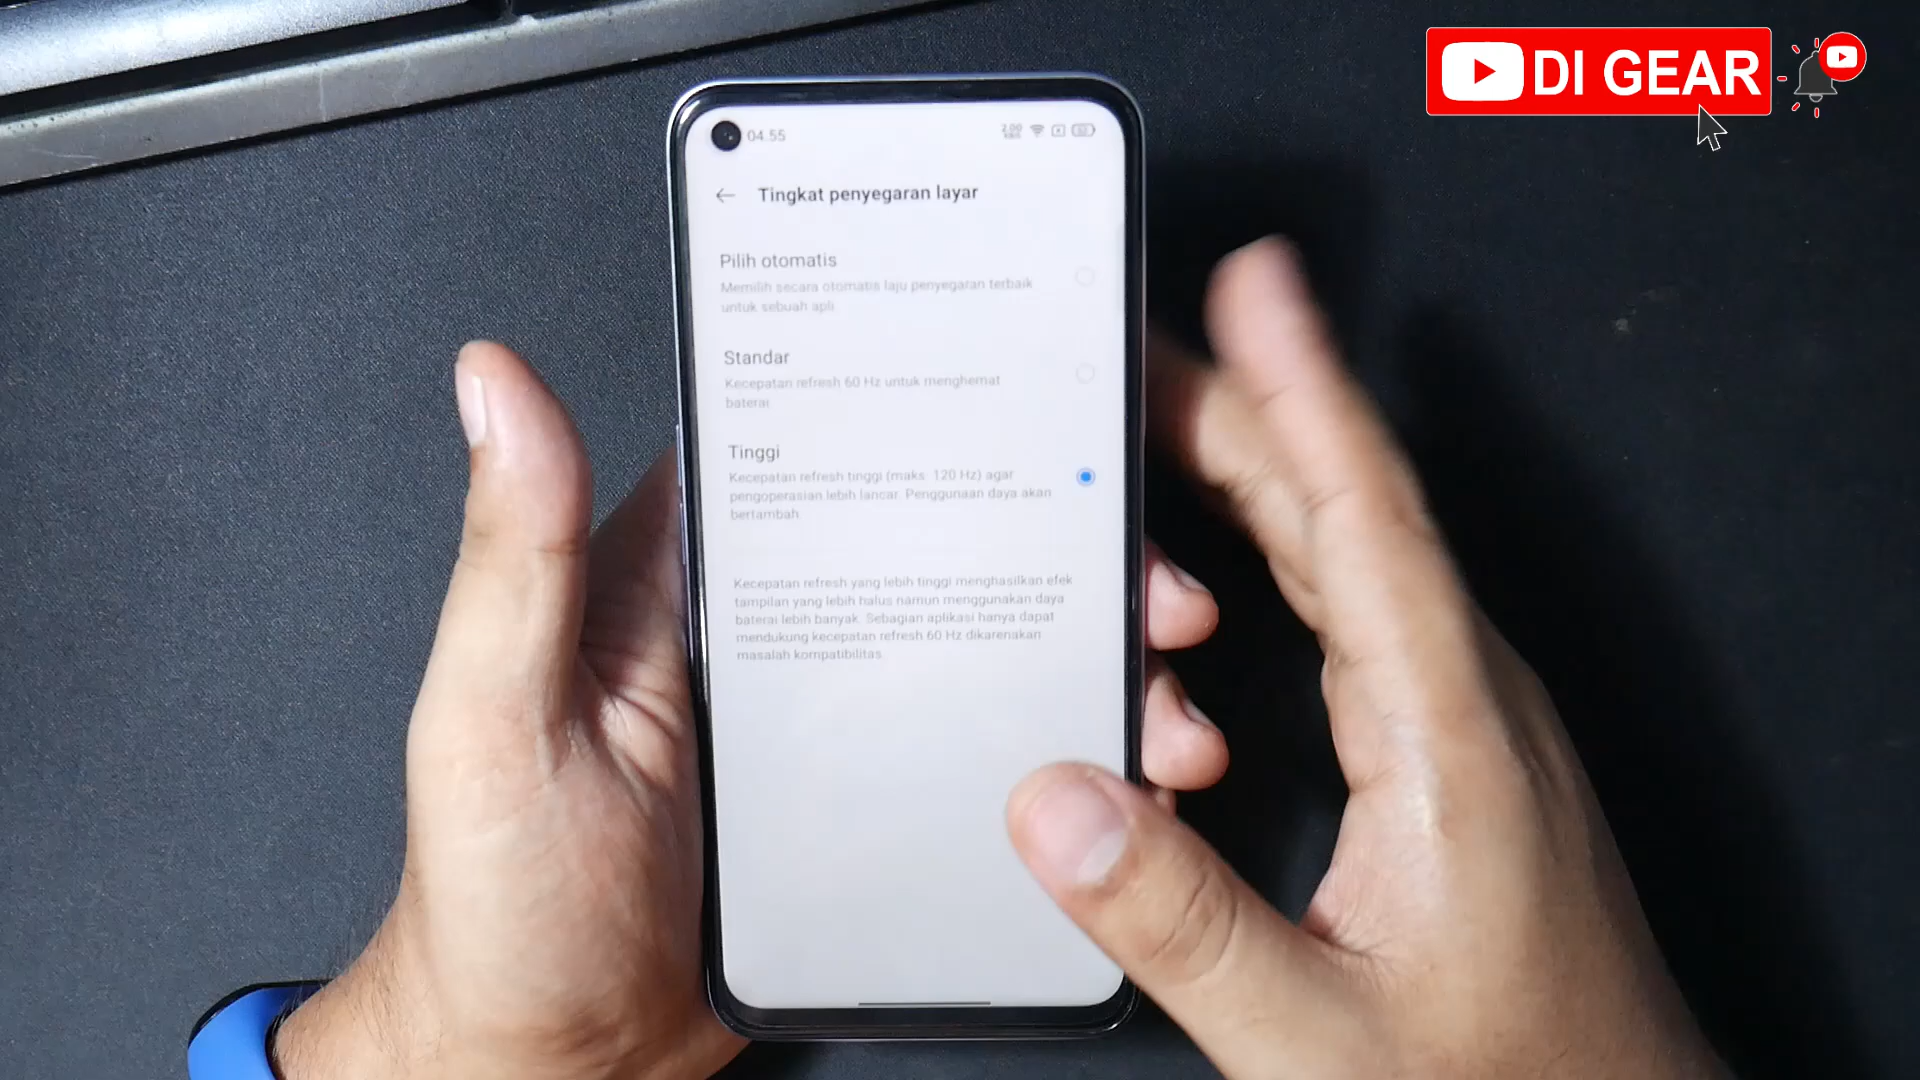 DI GEAR
04.55
Tingkat penyegaran layar
Pilih otomatis
Memilih secara otomatis laju penyegaran terbaik
untuk sebuah apli
Standar
Kecepatan refresh 60 Hz untuk menghemat
baterai
Tinggi
Kecepatan refresh tinggi (maks. 120 Hz) agar
pengoperasian lebih lancar. Penggunaan daya akan
bertambah.
Kecepatan refresh yang lebih tinggi menghasilkan efek
tampilan yang lebih halus namun menggunakan daya
baterai lebih banyak. Sebagian aplikasi hanya dapat
mendukung kecepatan refresh 60 Hz dikarenakan
masalah kompatibilitas.